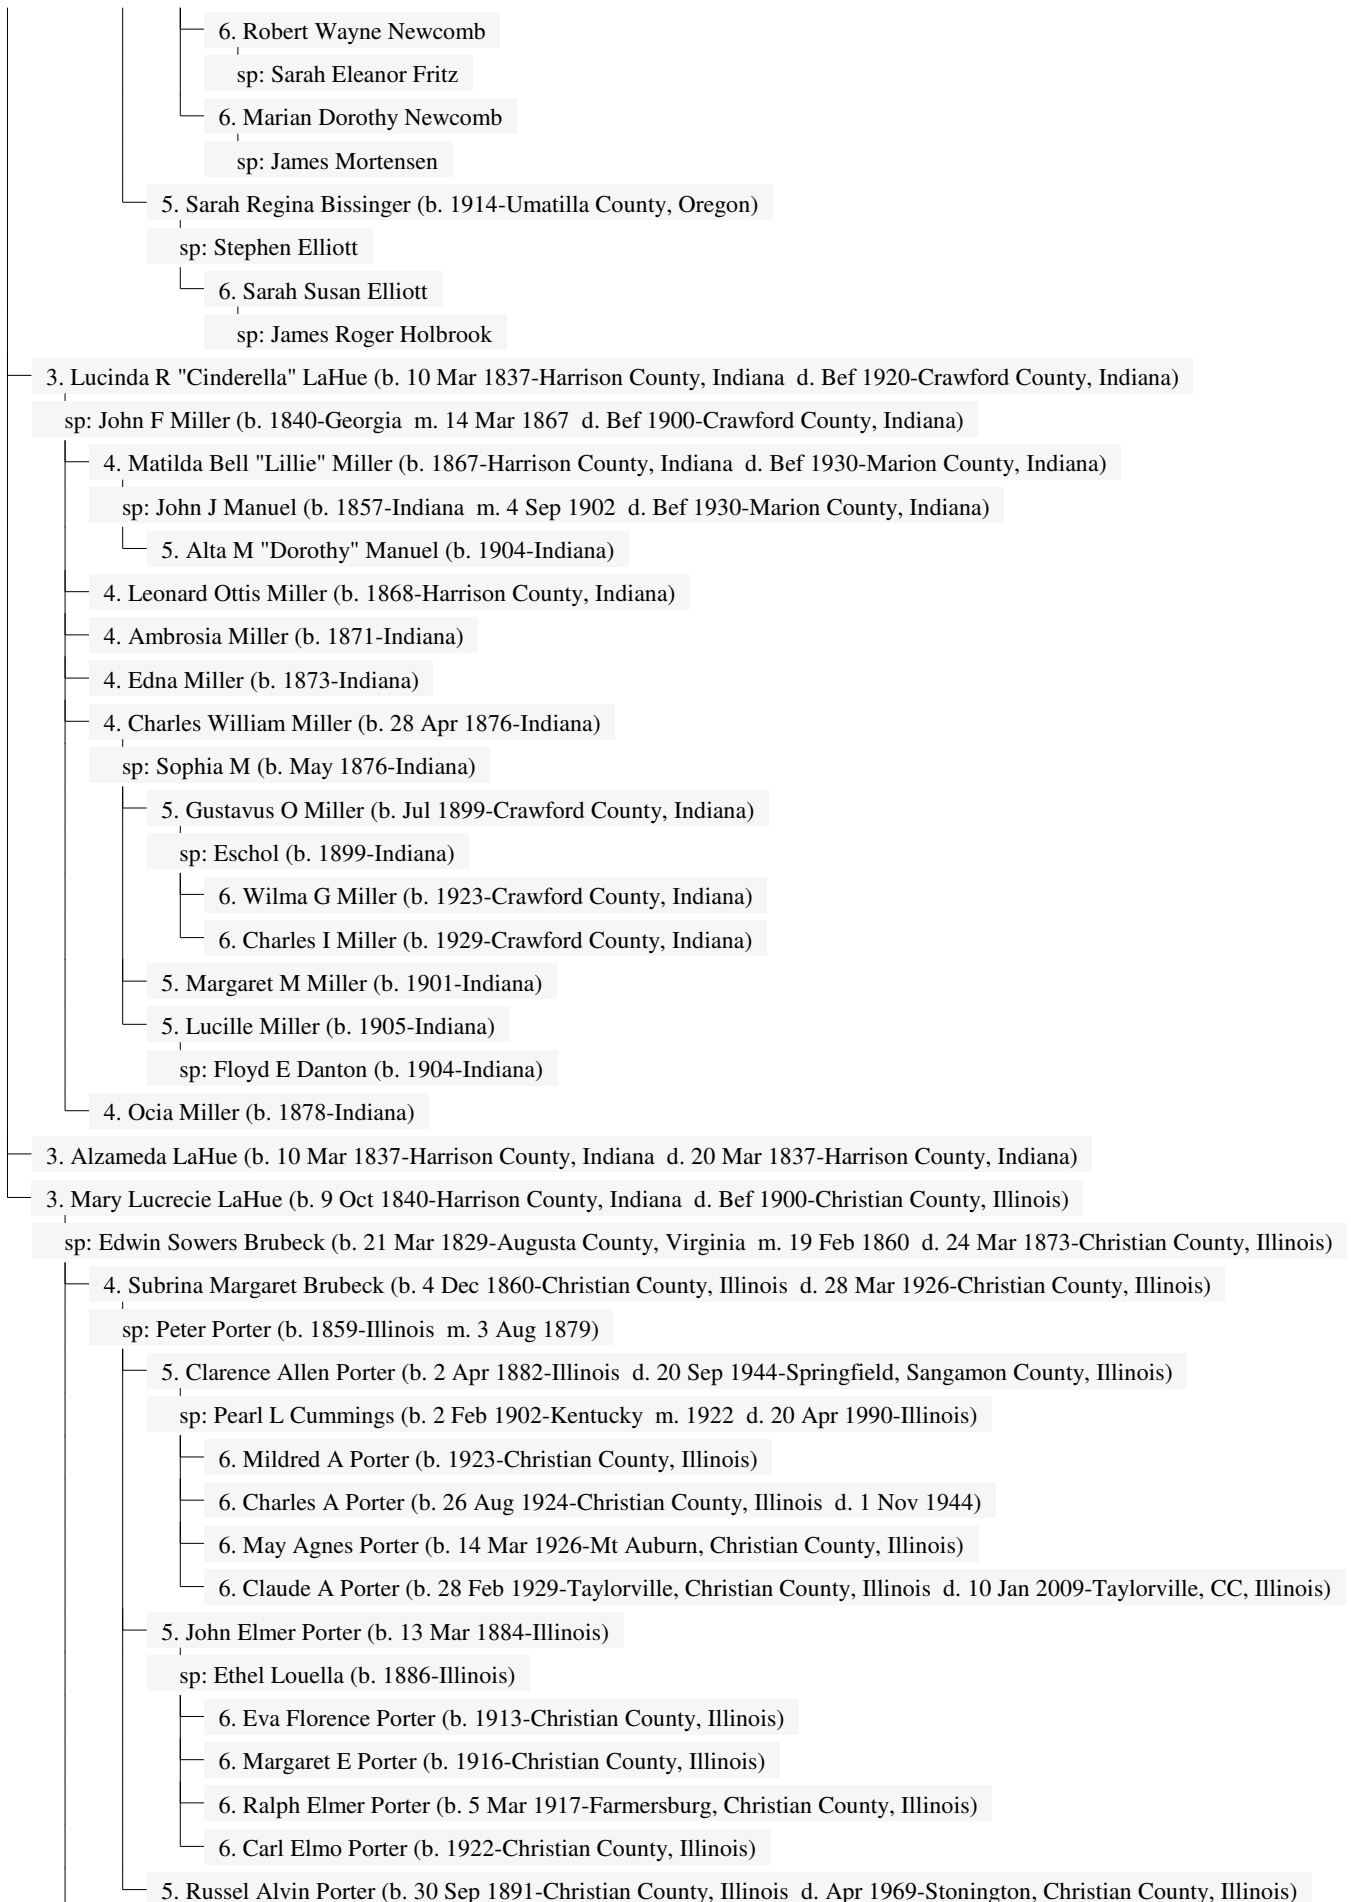 6. Robert Wayne Newcomb
sp: Sarah Eleanor Fritz
6. Marian Dorothy Newcomb
sp: James Mortensen
5. Sarah Regina Bissinger (b. 1914-Umatilla County, Oregon)
sp: Stephen Elliott
6. Sarah Susan Elliott
sp: James Roger Holbrook
3. Lucinda R "Cinderella" LaHue (b. 10 Mar 1837-Harrison County, Indiana d. Bef 1920-Crawford County, Indiana)
sp: John F Miller (b. 1840-Georgia m. 14 Mar 1867 d. Bef 1900-Crawford County, Indiana)
4. Matilda Bell "Lillie" Miller (b. 1867-Harrison County, Indiana d. Bef 1930-Marion County, Indiana)
sp: John J Manuel (b. 1857-Indiana m. 4 Sep 1902 d. Bef 1930-Marion County, Indiana)
5. Alta M "Dorothy" Manuel (b. 1904-Indiana)
4. Leonard Ottis Miller (b. 1868-Harrison County, Indiana)
4. Ambrosia Miller (b. 1871-Indiana)
4. Edna Miller (b. 1873-Indiana)
4. Charles William Miller (b. 28 Apr 1876-Indiana)
sp: Sophia M (b. May 1876-Indiana)
5. Gustavus O Miller (b. Jul 1899-Crawford County, Indiana)
sp: Eschol (b. 1899-Indiana)
6. Wilma G Miller (b. 1923-Crawford County, Indiana)
6. Charles I Miller (b. 1929-Crawford County, Indiana)
5. Margaret M Miller (b. 1901-Indiana)
5. Lucille Miller (b. 1905-Indiana)
sp: Floyd E Danton (b. 1904-Indiana)
4. Ocia Miller (b. 1878-Indiana)
3. Alzameda LaHue (b. 10 Mar 1837-Harrison County, Indiana d. 20 Mar 1837-Harrison County, Indiana)
3. Mary Lucrecie LaHue (b. 9 Oct 1840-Harrison County, Indiana d. Bef 1900-Christian County, Illinois)
sp: Edwin Sowers Brubeck (b. 21 Mar 1829-Augusta County, Virginia m. 19 Feb 1860 d. 24 Mar 1873-Christian County, Illinois)
4. Subrina Margaret Brubeck (b. 4 Dec 1860-Christian County, Illinois d. 28 Mar 1926-Christian County, Illinois)
sp: Peter Porter (b. 1859-Illinois m. 3 Aug 1879)
5. Clarence Allen Porter (b. 2 Apr 1882-Illinois d. 20 Sep 1944-Springfield, Sangamon County, Illinois)
sp: Pearl L Cummings (b. 2 Feb 1902-Kentucky m. 1922 d. 20 Apr 1990-Illinois)
6. Mildred A Porter (b. 1923-Christian County, Illinois)
6. Charles A Porter (b. 26 Aug 1924-Christian County, Illinois d. 1 Nov 1944)
6. May Agnes Porter (b. 14 Mar 1926-Mt Auburn, Christian County, Illinois)
6. Claude A Porter (b. 28 Feb 1929-Taylorville, Christian County, Illinois d. 10 Jan 2009-Taylorville, CC, Illinois)
5. John Elmer Porter (b. 13 Mar 1884-Illinois)
sp: Ethel Louella (b. 1886-Illinois)
6. Eva Florence Porter (b. 1913-Christian County, Illinois)
6. Margaret E Porter (b. 1916-Christian County, Illinois)
6. Ralph Elmer Porter (b. 5 Mar 1917-Farmersburg, Christian County, Illinois)
6. Carl Elmo Porter (b. 1922-Christian County, Illinois)
5. Russel Alvin Porter (b. 30 Sep 1891-Christian County, Illinois d. Apr 1969-Stonington, Christian County, Illinois)